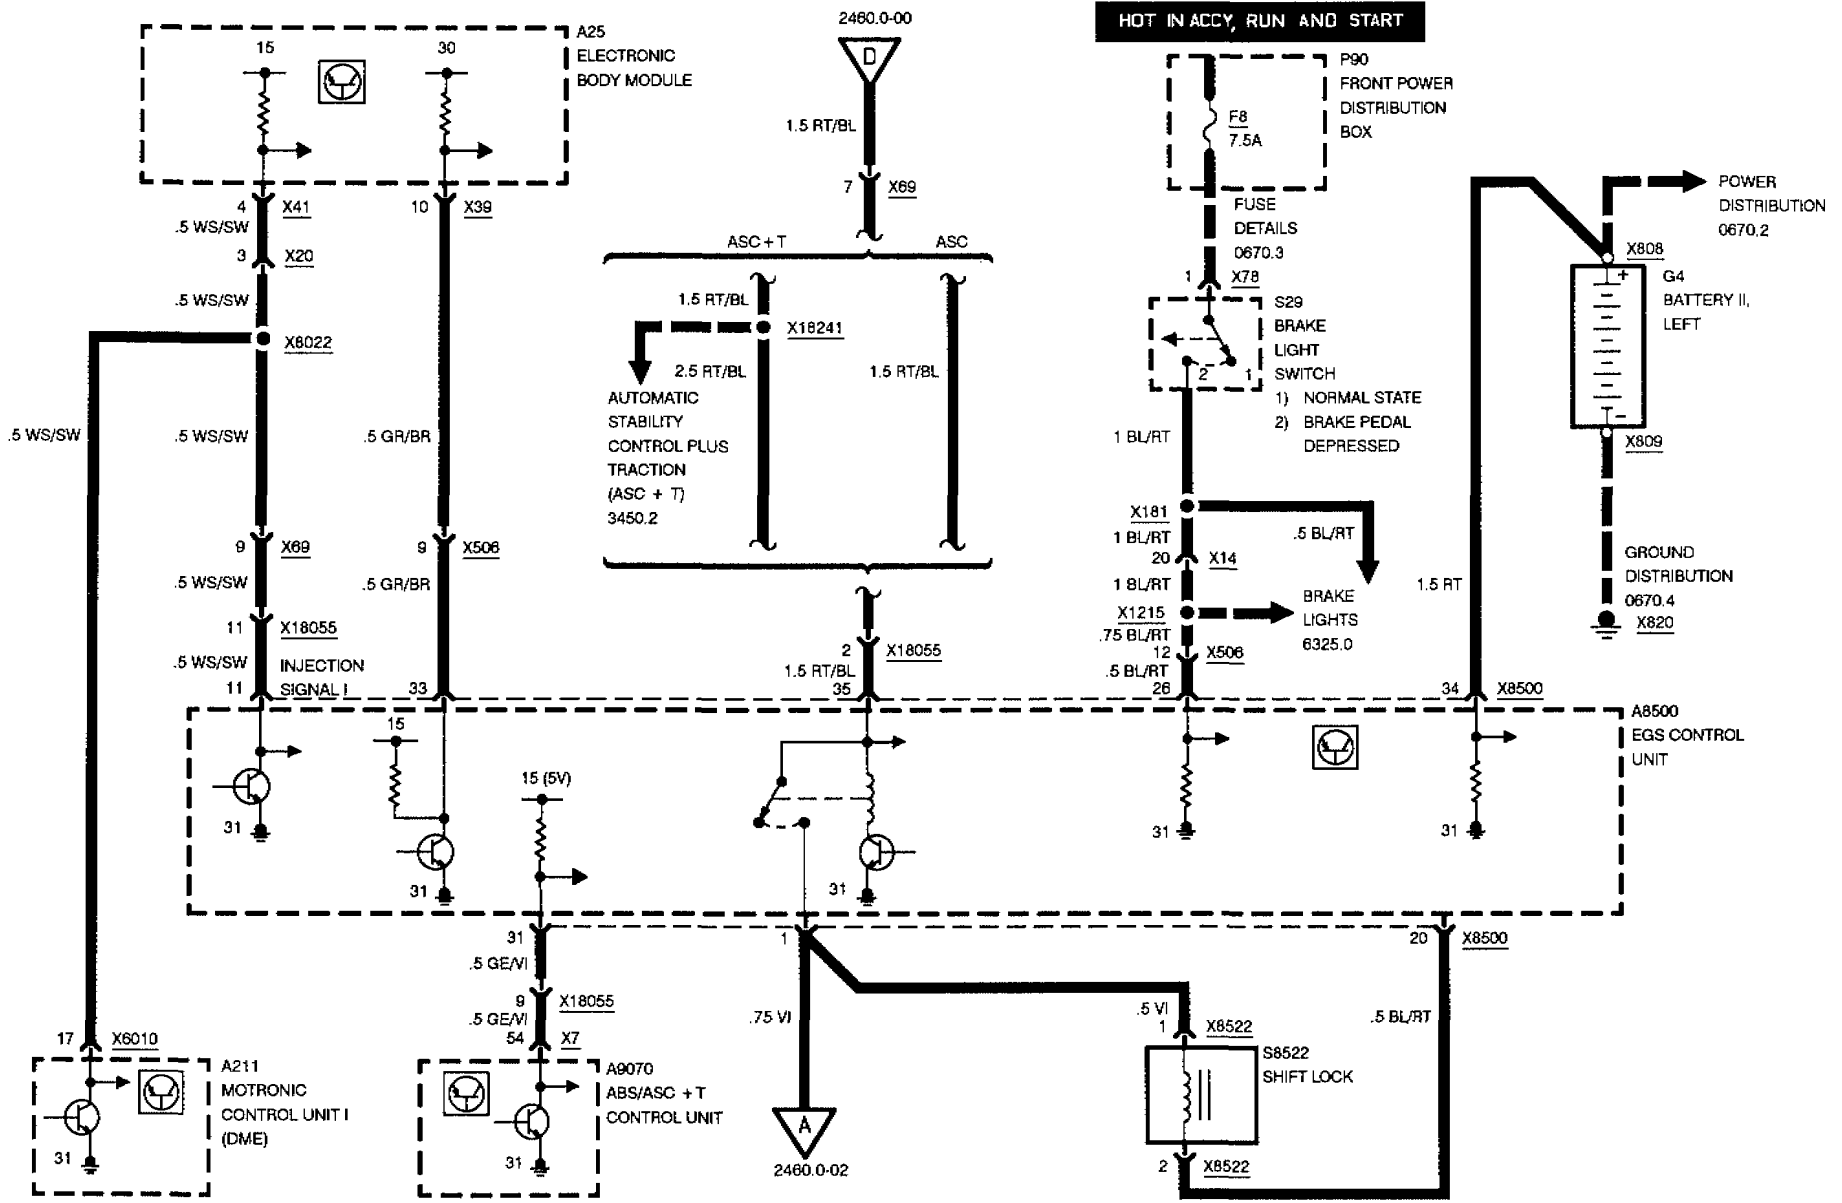 2460.0-00
HOT IN ACCY, RUN AND START
A25
ELECTRONIC
BODY MODULE
15
30
D
P90
FRONT POWER
DISTRIBUTION
BOX
F8
7.5A
1.5 RT/BL
4
X41
10
X39
7
X69
.5 WS/SW
3
X20
FUSE
DETAILS
0670.3
POWER
DISTRIBUTION
0670.2
ASC + T
ASC
1
X78
X808
.5 WS/SW
1.5 RT/BL
X18241
S29
BRAKE
LIGHT
SWITCH
1) NORMAL STATE
2) BRAKE PEDAL
DEPRESSED
2
1
+
G4
BATTERY II,
LEFT
-
X8022
2.5 RT/BL
1.5 RT/BL
AUTOMATIC
STABILITY
CONTROL PLUS
TRACTION
(ASC + T)
3450.2
.5 WS/SW
.5 WS/SW
.5 GR/BR
1 BL/RT
X809
X181
1 BL/RT
.5 BL/RT
9
X69
9
X506
20
X14
GROUND
DISTRIBUTION
0670.4
X820
.5 WS/SW
.5 GR/BR
1 BL/RT
1.5 RT
X1215
BRAKE
LIGHTS
6325.0
11
X18055
.75 BL/RT
2
X18055
12
X506
.5 WS/SW
INJECTION
SIGNAL I
1.5 RT/BL
.5 BL/RT
11
33
35
26
34
X8500
A8500
EGS CONTROL
UNIT
15
15 (5V)
31
31
31
31
31
31
1
20
X8500
.5 GE/VI
9
X18055
.75 VI
.5 VI
.5 BL/RT
.5 GE/VI
54
X7
1
X8522
17
X6010
A211
MOTRONIC
CONTROL UNIT I
(DME)
31
A9070
ABS/ASC + T
CONTROL UNIT
31
S8522
SHIFT LOCK
A
2460.0-02
2
X8522